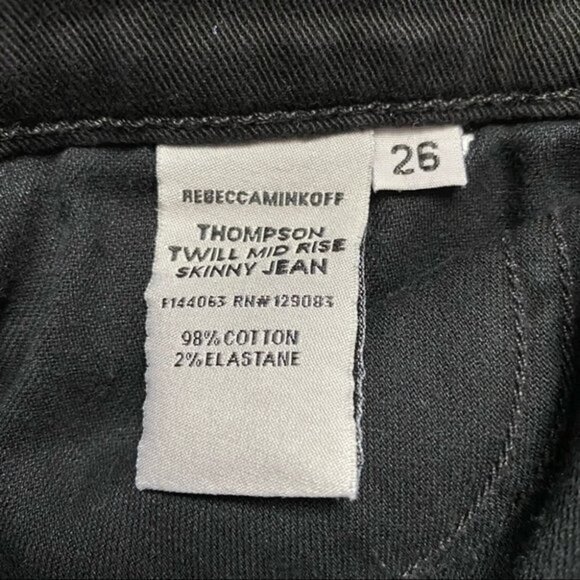 26
REBECCAMINKOFF
THOMPSON
TWILL MID RISE
SKINNY JEAN
F144063 RN#129083
98%COTTON
2%ELASTANE